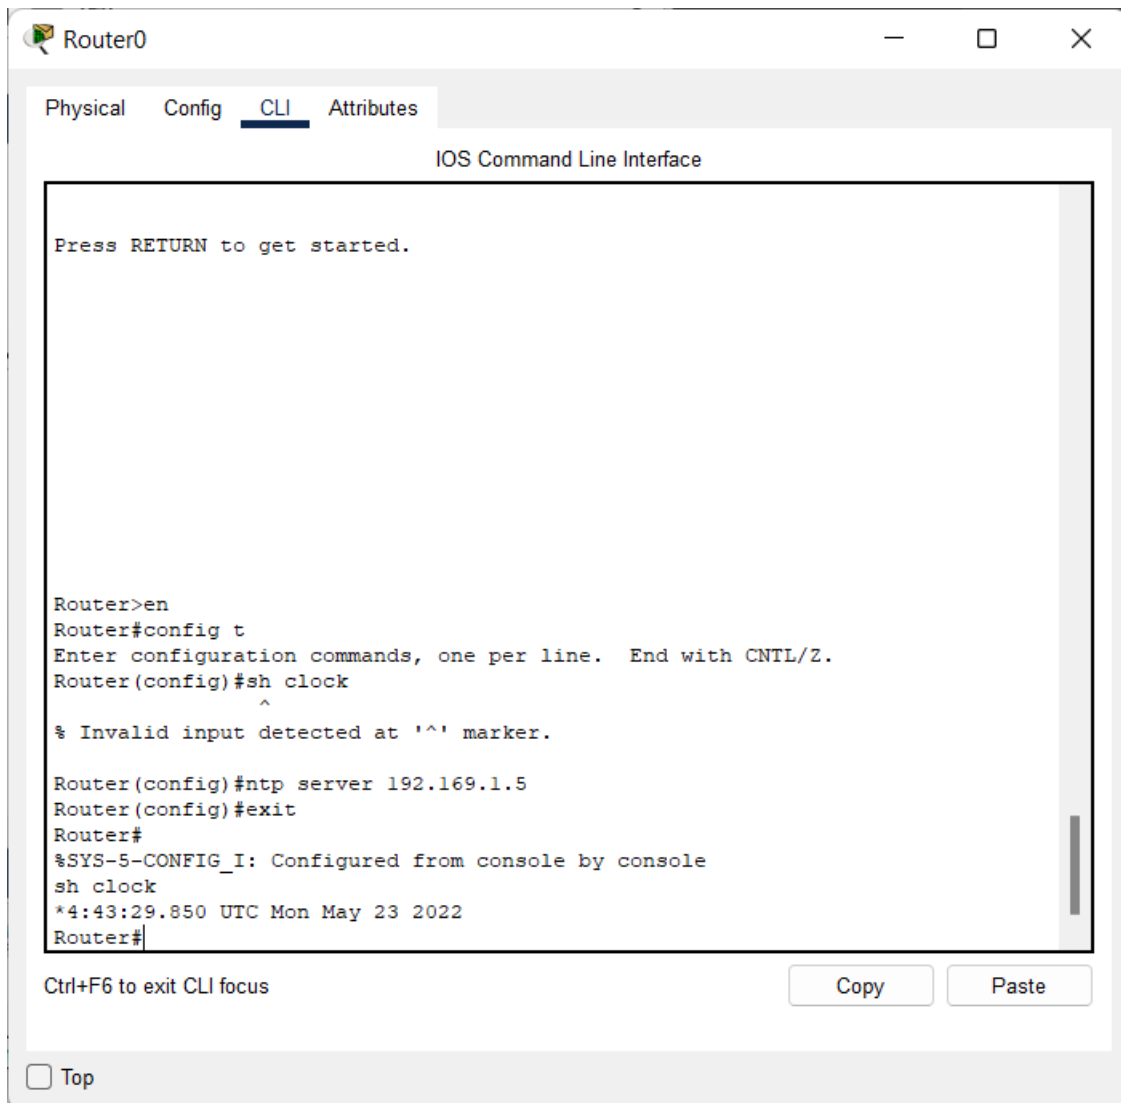 Router0
Physical Config CLI Attributes
IOS Command Line Interface
Press RETURN to get started.
Router>en
Router#config t
Enter configuration commands, one per line.  End with CNTL/Z.
Router(config)#sh clock
^
% Invalid input detected at '^' marker.
Router(config)#ntp server 192.169.1.5
Router(config)#exit
Router#
%SYS-5-CONFIG_I: Configured from console by console
sh clock
*4:43:29.850 UTC Mon May 23 2022
Router#
Ctrl+F6 to exit CLI focus Copy Paste
Top